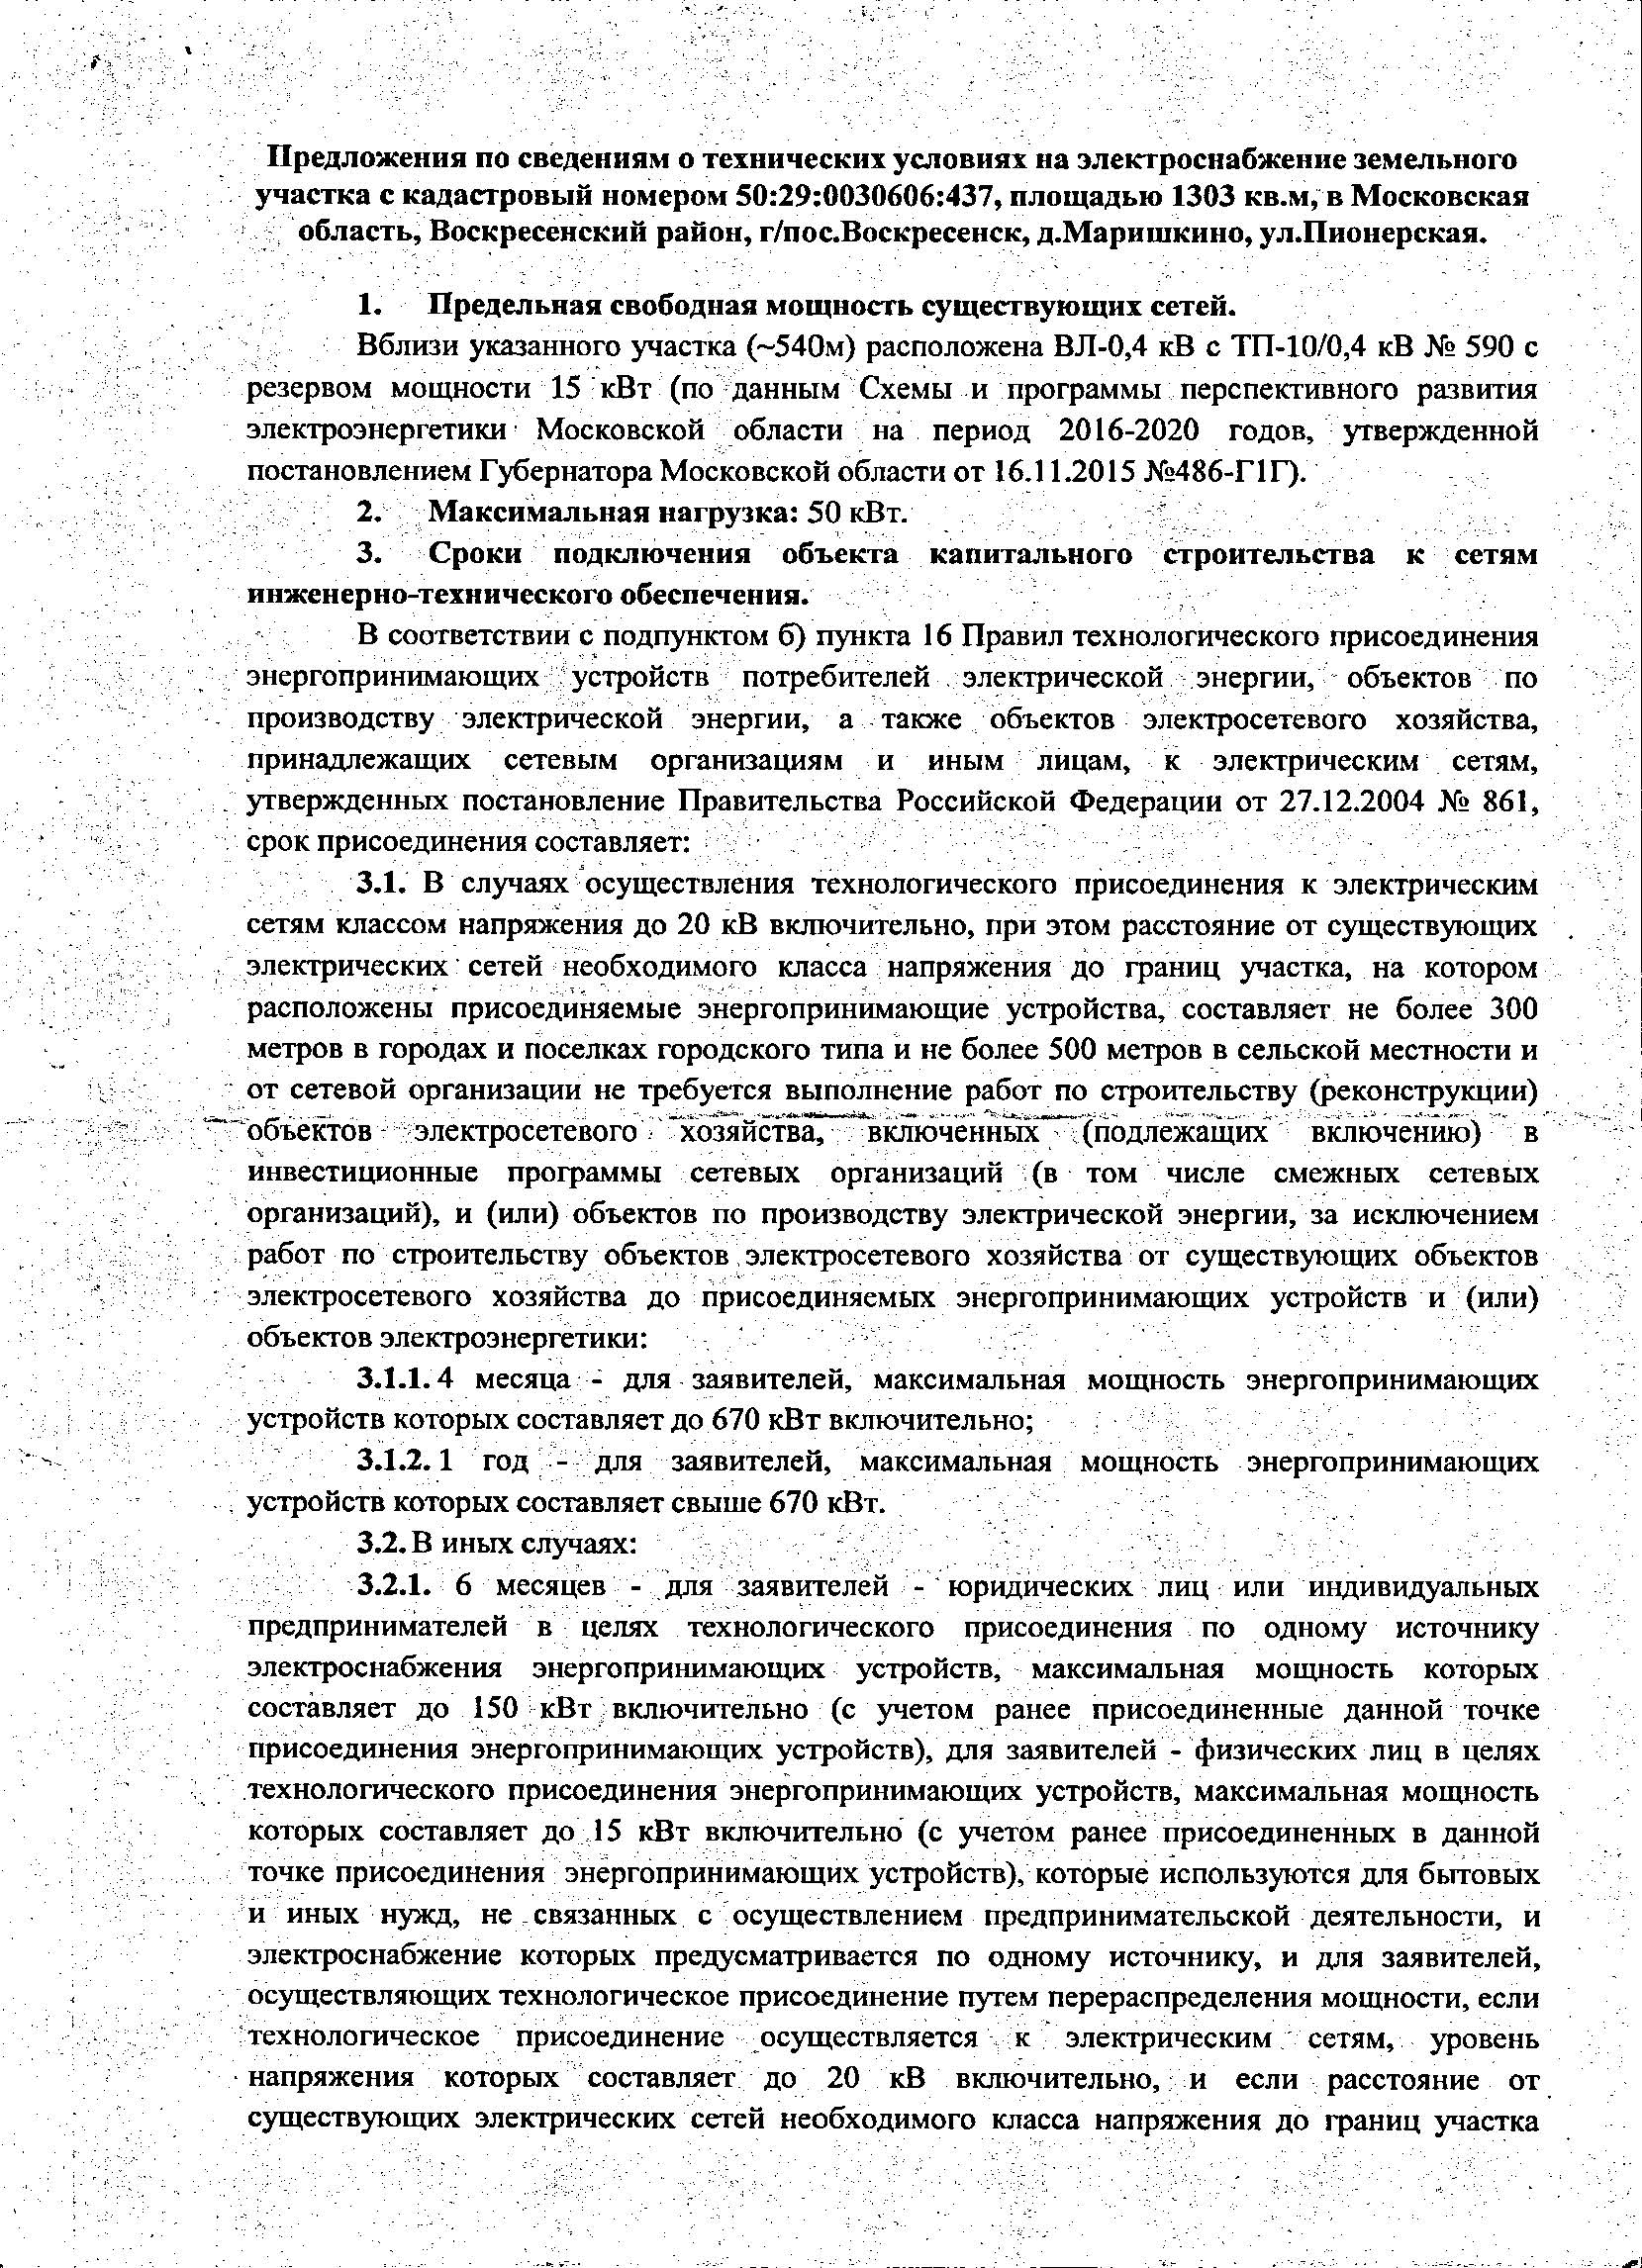 Предложения по сведениям о технических условиях на электроснабжение земельного
участка с кадастровый номером 50:29:0030606:437, площадью 1303 кв.м, в Московская
область, Воскресенский район, г/пос.Воскресенск, д.Маришкино, ул.Пионерская.
1. Предельная свободная мощность существующих сетей.
Вблизи указанного участка (~540м) расположена ВЛ-0,4 кВ с ТП-10/0,4 кВ № 590 с
резервом мощности 15 кВт (по данным Схемы и программы перспективного развития
электроэнергетики Московской области на период 2016-2020 годов, утвержденной
постановлением Губернатора Московской области от 16.11.2015 №486-Г1Г).
2. Максимальная нагрузка: 50 кВт.
3. Сроки подключения объекта капитального строительства к сетям
инженерно-технического обеспечения.
В соответствии с подпунктом б) пункта 16 Правил технологического присоединения
энергопринимающих устройств потребителей электрической энергии, объектов по
производству электрической энергии, а также объектов электросетевого хозяйства,
принадлежащих сетевым организациям и иным лицам, к электрическим сетям,
утвержденных постановление Правительства Российской Федерации от 27.12.2004 № 861,
срок присоединения составляет:
3.1. В случаях осуществления технологического присоединения к электрическим
сетям классом напряжения до 20 кВ включительно, при этом расстояние от существующих
электрических сетей необходимого класса напряжения до границ участка, на котором
расположены присоединяемые энергопринимающие устройства, составляет не более 300
метров в городах и поселках городского типа и не более 500 метров в сельской местности и
от сетевой организации не требуется выполнение работ по строительству (реконструкции)
объектов электросетевого хозяйства, включенных (подлежащих включению) в
инвестиционные программы сетевых организаций (в том числе смежных сетевых
организаций), и (или) объектов по производству электрической энергии, за исключением
работ по строительству объектов электросетевого хозяйства от существующих объектов
электросетевого хозяйства до присоединяемых энергопринимающих устройств и (или)
объектов электроэнергетики:
3.1.1. 4 месяца - для заявителей, максимальная мощность энергопринимающих
устройств которых составляет до 670 кВт включительно;
3.1.2. 1 год - для заявителей, максимальная мощность энергопринимающих
устройств которых составляет свыше 670 кВт.
3.2. В иных случаях:
3.2.1. 6 месяцев - для заявителей - юридических лиц или индивидуальных
предпринимателей в целях технологического присоединения по одному источнику
электроснабжения энергопринимающих устройств, максимальная мощность которых
составляет до 150 кВт включительно (с учетом ранее присоединенные данной точке
присоединения энергопринимающих устройств), для заявителей - физических лиц в целях
технологического присоединения энергопринимающих устройств, максимальная мощность
которых составляет до 15 кВт включительно (с учетом ранее присоединенных в данной
точке присоединения энергопринимающих устройств), которые используются для бытовых
и иных нужд, не связанных с осуществлением предпринимательской деятельности, и
электроснабжение которых предусматривается по одному источнику, и для заявителей,
осуществляющих технологическое присоединение путем перераспределения мощности, если
технологическое присоединение осуществляется к электрическим сетям, уровень
напряжения которых составляет до 20 кВ включительно, и если расстояние от
существующих электрических сетей необходимого класса напряжения до границ участка